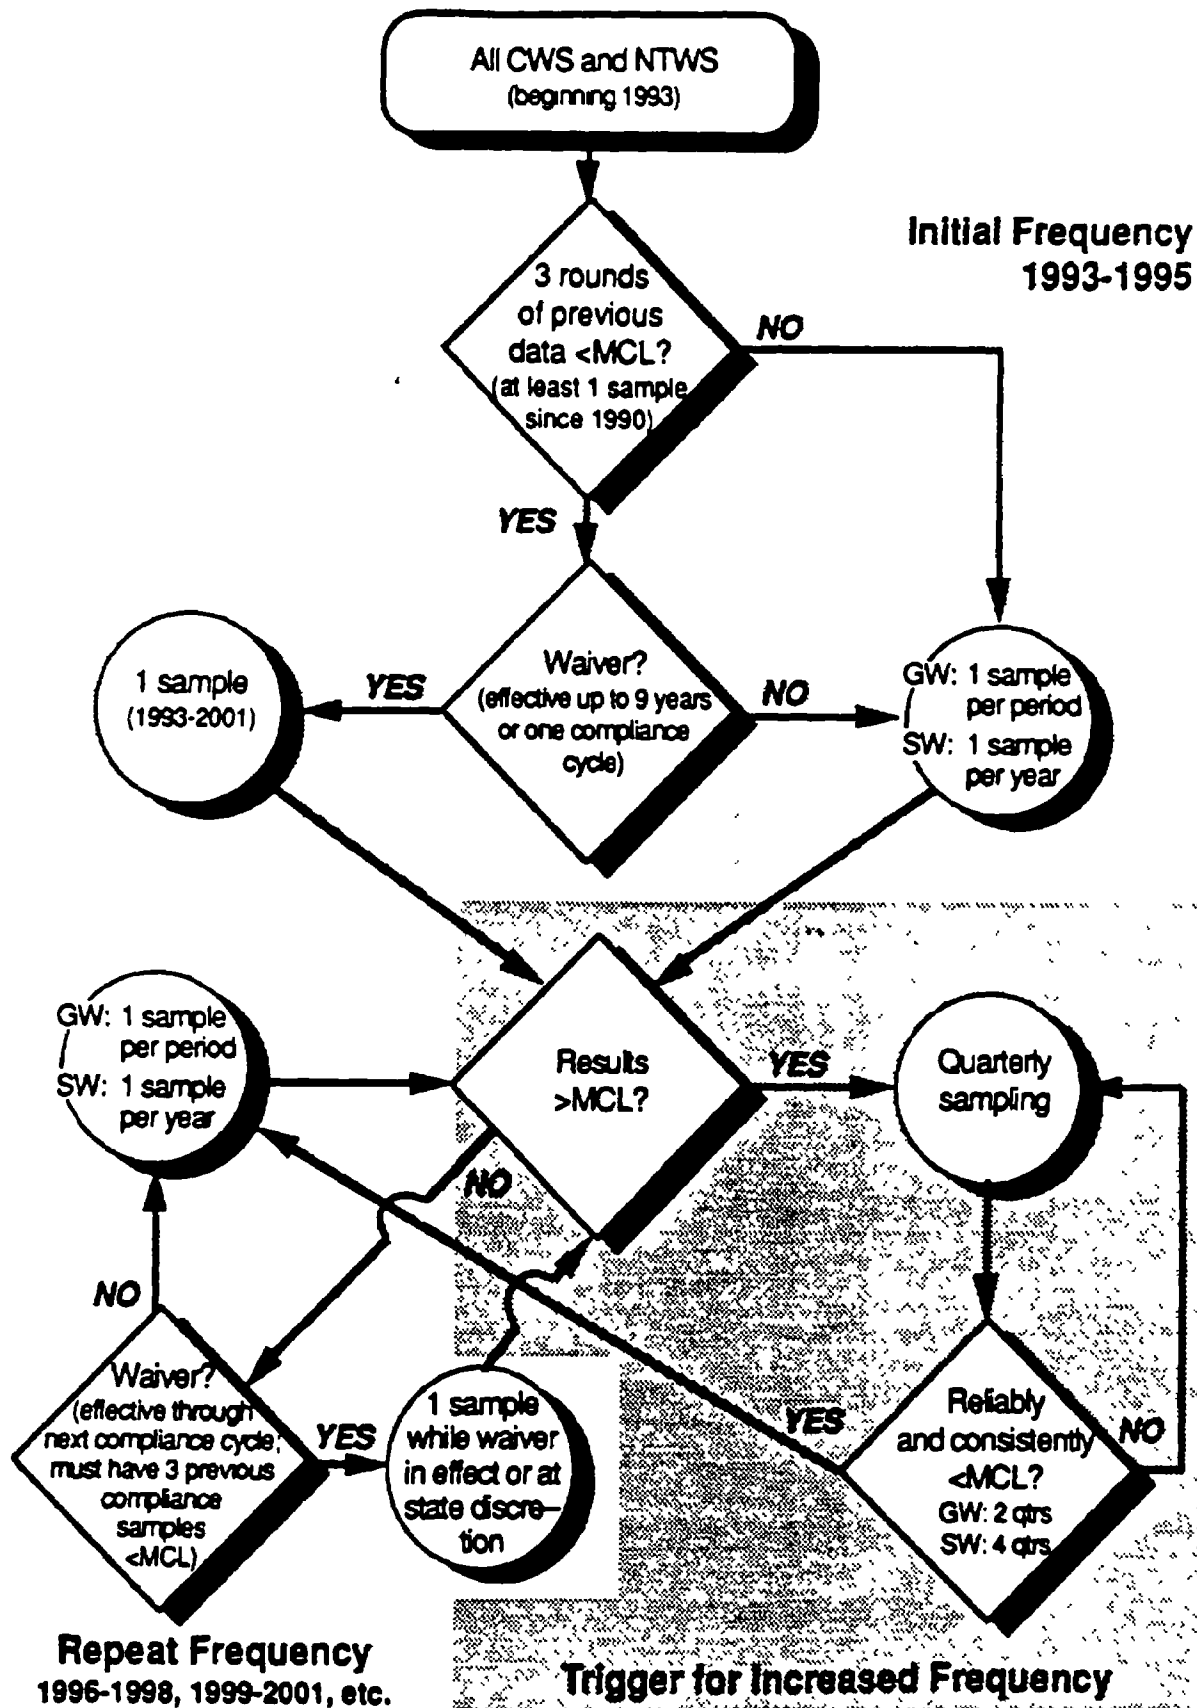 All CWS and NTWS
(beginning 1993)
Initial Frequency
1993-1995
3 rounds
of previous
data <MCL?
(at least 1 sample
since 1990)
NO
YES
Waiver?
(effective up to 9 years
or one compliance
cycle)
YES
NO
1 sample
(1993-2001)
GW: 1 sample
per period
SW: 1 sample
per year
GW: 1 sample
per period
SW: 1 sample
per year
Results
>MCL?
YES
NO
Quarterly
sampling
NO
Waiver?
(effective through
next compliance cycle;
must have 3 previous
compliance
samples
<MCL)
YES
1 sample
while waiver
in effect or at
state discre-
tion
YES
Reliably
and consistently
<MCL?
GW: 2 qtrs
SW: 4 qtrs
NO
Repeat Frequency
1996-1998, 1999-2001, etc.
Trigger for Increased Frequency